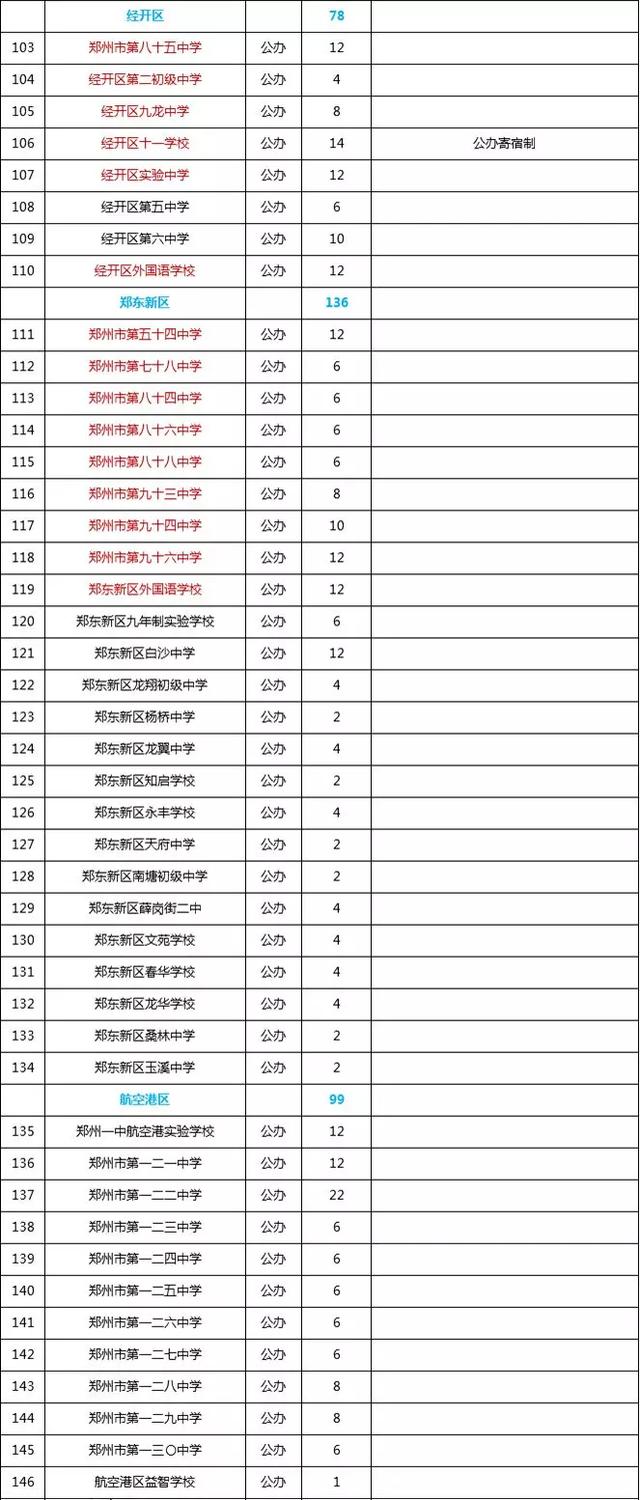 经开区 78
103 郑州市第八十五中学 公办 12
104 经开区第二初级中学 公办 4
105 经开区九龙中学 公办 8
106 经开区十一学校 公办 14 公办寄宿制
107 经开区实验中学 公办 12
108 经开区第五中学 公办 6
109 经开区第六中学 公办 10
110 经开区外国语学校 公办 12
郑东新区 136
111 郑州市第五十四中学 公办 12
112 郑州市第七十八中学 公办 6
113 郑州市第八十四中学 公办 6
114 郑州市第八十六中学 公办 6
115 郑州市第八十八中学 公办 6
116 郑州市第九十三中学 公办 8
117 郑州市第九十四中学 公办 10
118 郑州市第九十六中学 公办 12
119 郑东新区外国语学校 公办 12
120 郑东新区九年制实验学校 公办 6
121 郑东新区白沙中学 公办 12
122 郑东新区龙翔初级中学 公办 4
123 郑东新区杨桥中学 公办 2
124 郑东新区龙翼中学 公办 4
125 郑东新区知启学校 公办 2
126 郑东新区永丰学校 公办 4
127 郑东新区天府中学 公办 2
128 郑东新区南塘初级中学 公办 2
129 郑东新区薛岗街二中 公办 4
130 郑东新区文苑学校 公办 4
131 郑东新区春华学校 公办 4
132 郑东新区龙华学校 公办 4
133 郑东新区桑林中学 公办 2
134 郑东新区玉溪中学 公办 2
航空港区 99
135 郑州一中航空港实验学校 公办 12
136 郑州市第一二一中学 公办 12
137 郑州市第一二二中学 公办 22
138 郑州市第一二三中学 公办 6
139 郑州市第一二四中学 公办 6
140 郑州市第一二五中学 公办 6
141 郑州市第一二六中学 公办 6
142 郑州市第一二七中学 公办 6
143 郑州市第一二八中学 公办 8
144 郑州市第一二九中学 公办 8
145 郑州市第一三〇中学 公办 6
146 航空港区益智学校 公办 1